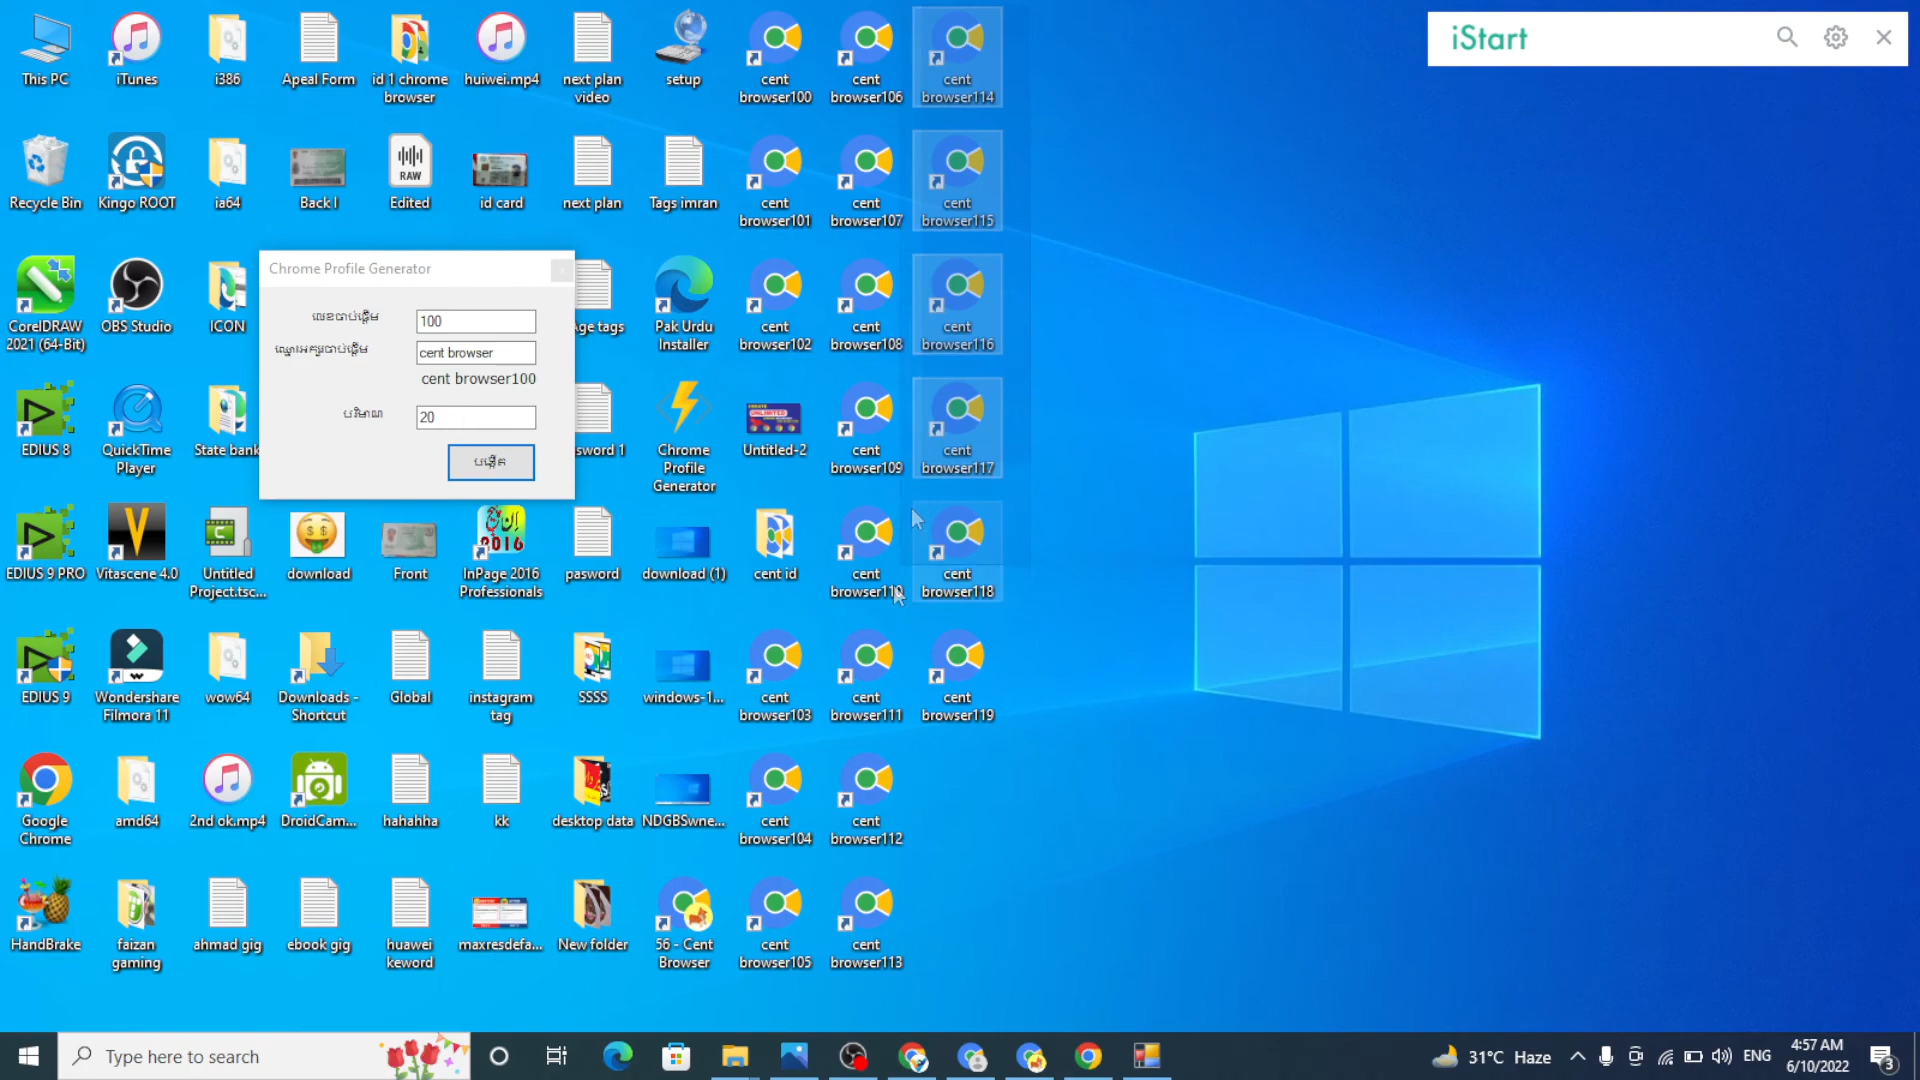 This PC
iTunes
i386
Apeal Form
id 1 chrome
browser
huiwei.mp4
next plan
video
setup
cent
browser100
cent
browser106
cent
browser114
iStart
Recycle Bin
Kingo ROOT
ia64
Back I
RAW
Edited
id card
next plan
Tags imran
cent
browser101
cent
browser107
cent
browser115
Chrome Profile Generator
លេខចាប់ផ្តើម
100
ឈ្មោះអក្សរចាប់ផ្តើម
cent browser
cent browser100
បរិមាណ
20
បង្កើត
CorelDRAW
2021 (64-Bit)
OBS Studio
ICON
Age tags
Pak Urdu
Installer
cent
browser102
cent
browser108
cent
browser116
EDIUS 8
QuickTime
Player
State bank
sword 1
Chrome
Profile
Generator
UNLIMITED
Untitled-2
cent
browser109
cent
browser117
EDIUS 9 PRO
Vitascene 4.0
Untitled
Project.tsc...
download
Front
2016
InPage 2016
Professionals
pasword
download (1)
cent id
cent
browser110
cent
browser118
EDIUS 9
Wondershare
Filmora 11
wow64
Downloads -
Shortcut
Global
instagram
tag
SSSS
windows-1...
cent
browser103
cent
browser111
cent
browser119
Google
Chrome
amd64
2nd ok.mp4
DroidCam...
hahahha
kk
desktop data
NDGBSwne...
cent
browser104
cent
browser112
HandBrake
faizan
gaming
ahmad gig
ebook gig
huawei
keword
maxresdefa...
New folder
56 - Cent
Browser
cent
browser105
cent
browser113
Type here to search
31°C Haze
ENG
4:57 AM
6/10/2022
3